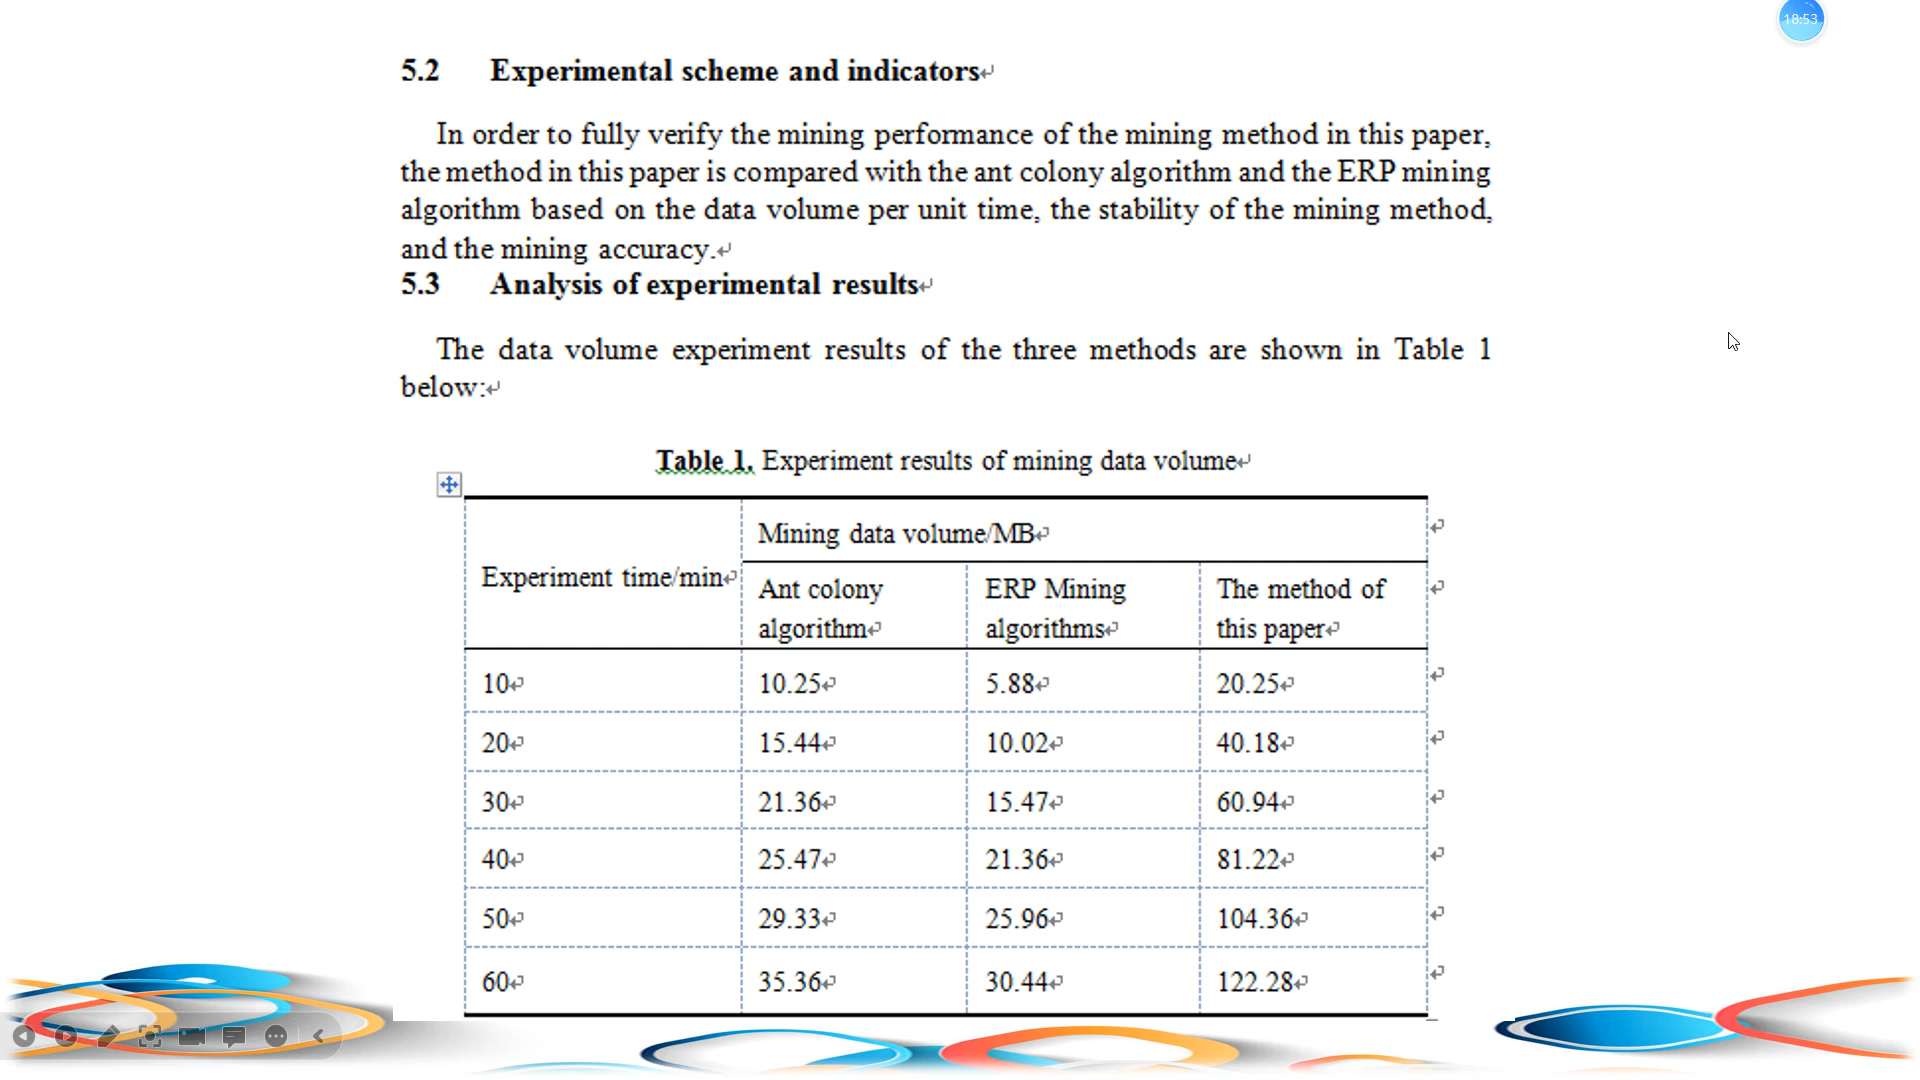 18:53
5.2 Experimental scheme and indicators
In order to fully verify the mining performance of the mining method in this paper,
the method in this paper is compared with the ant colony algorithm and the ERP mining
algorithm based on the data volume per unit time, the stability of the mining method,
and the mining accuracy.
5.3 Analysis of experimental results
The data volume experiment results of the three methods are shown in Table 1
below:
Table 1. Experiment results of mining data volume
Experiment time/min
Mining data volume/MB
Ant colony
algorithm
ERP Mining
algorithms
The method of
this paper
10 10.25 5.88 20.25
20 15.44 10.02 40.18
30 21.36 15.47 60.94
40 25.47 21.36 81.22
50 29.33 25.96 104.36
60 35.36 30.44 122.28